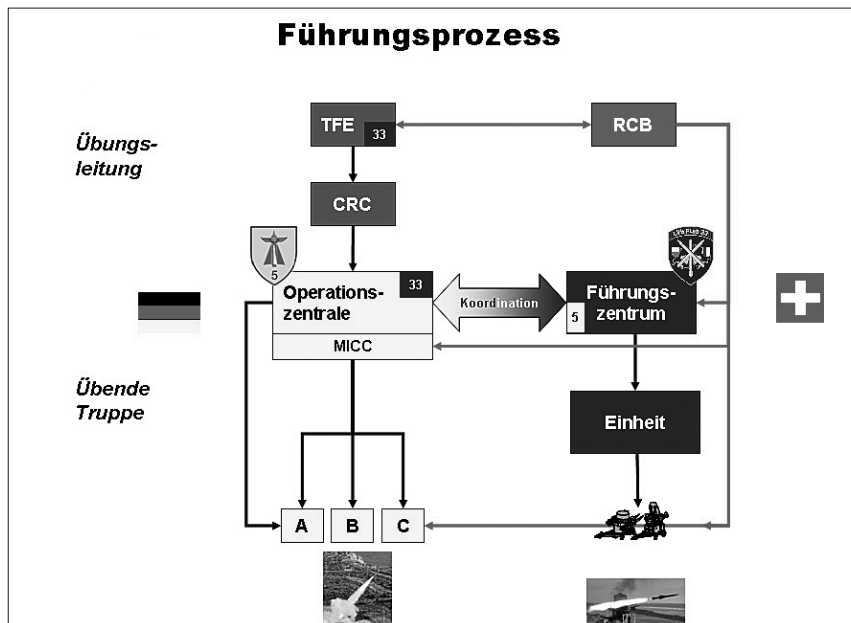 Führungsprozess
Übungs-
leitung
TFE
33
RCB
CRC
5
Operations-
zentrale
33
Koordination
Führungs-
zentrum
5
MICC
Übende
Truppe
Einheit
A
B
C